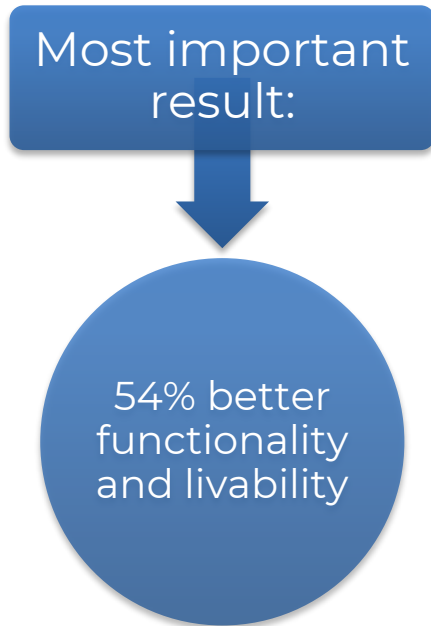 Most important
result:
54% better
functionality
and livability